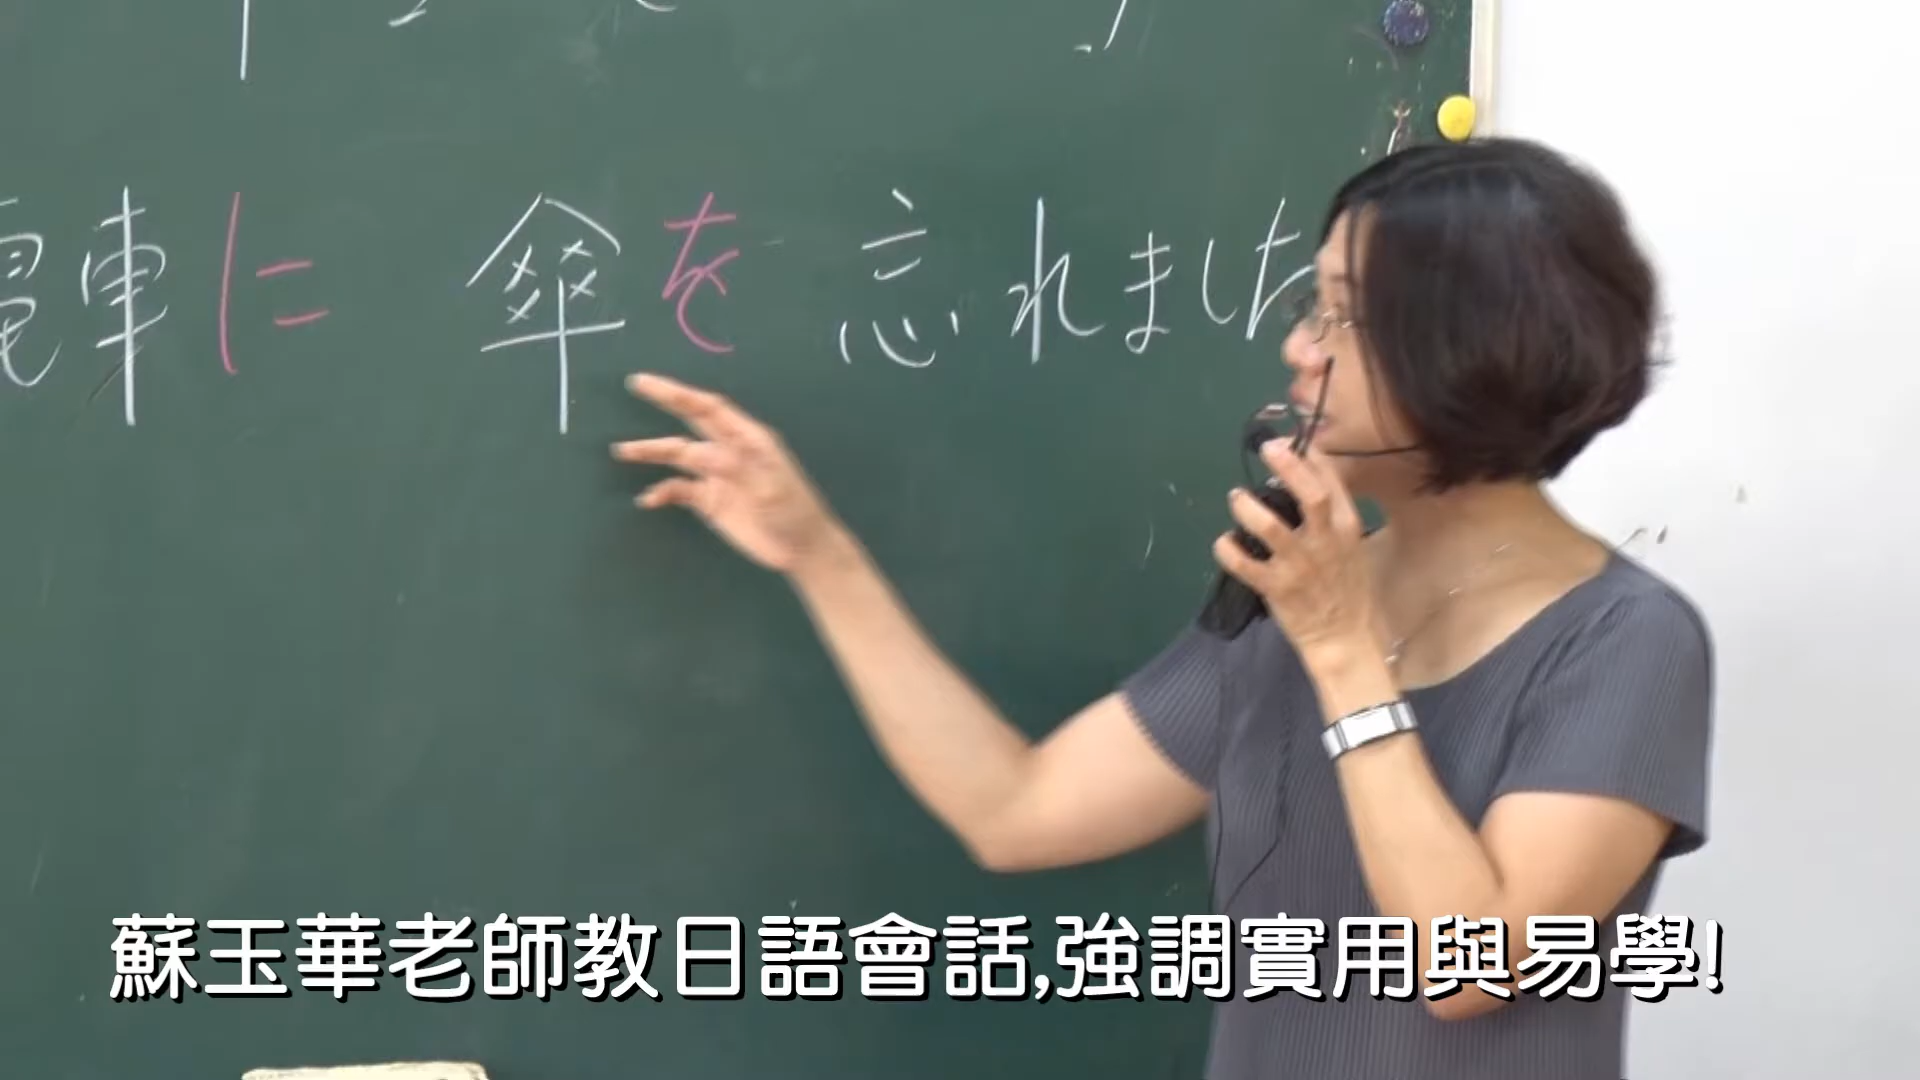 電車に 傘を 忘れました
蘇玉華老師教日語會話,強調實用與易學!